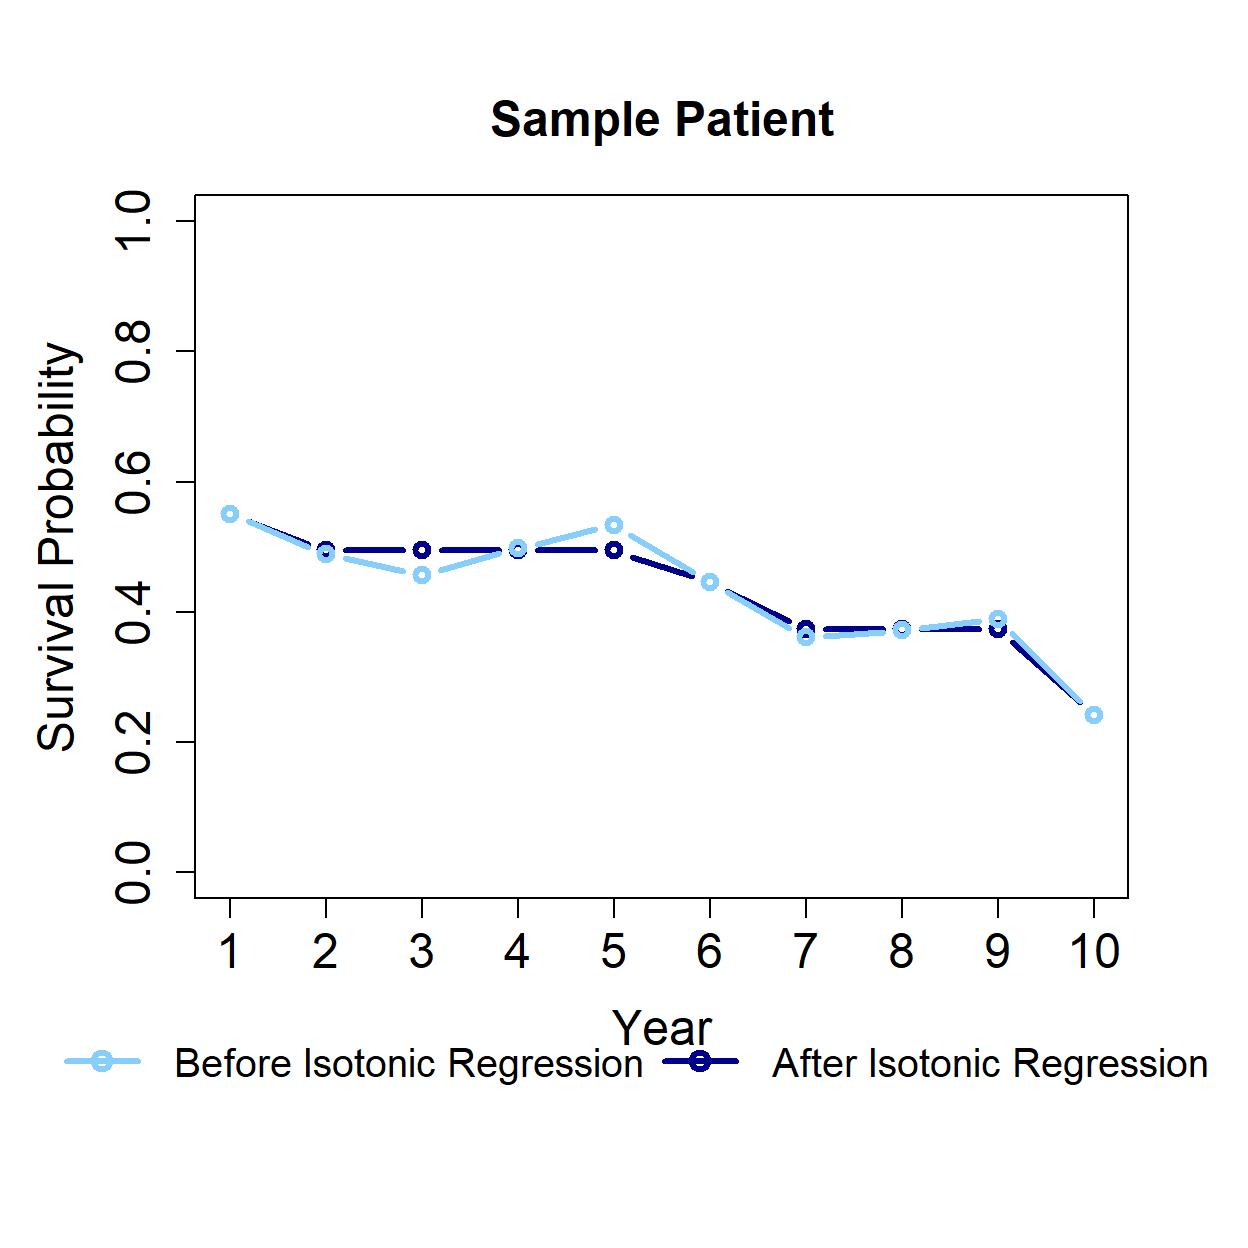 Sample Patient
Survival Probability
1.0
0.8
0.6
0.4
0.2
0.0
1 2 3 4 5 6 7 8 9 10
Year
Before Isotonic Regression After Isotonic Regression